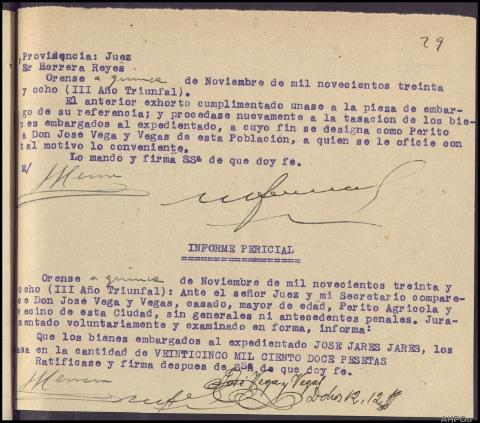 29
Providencia: Juez
Sr Herrera Reyes
Orense a quince de Noviembre de mil novecientos treinta
y ocho (III Año Triunfal).
El anterior exhorto cumplimentado unase a la pieza de embar-
go de su referencia; y procedase nuevamente a la tasacion de los bie-
nes embargados al expedientado, a cuyo fin se designa como Perito
a Don José Vega y Vegas de esta Población, a quien se le oficie con
tal motivo lo conveniente.
Lo mando y firma SSª de que doy fe.
M/
INFORME PERICIAL
Orense a quince de Noviembre de mil novecientos treinta y
ocho (III Año Triunfal): Ante el señor Juez y mi Secretario compare-
ce Don José Vega y Vegas, casado, mayor de edad, Perito Agricola y
vecino de esta Ciudad, sin generales ni antecedentes penales. Jura-
mentado voluntariamente y examinado en forma, informa:
Que los bienes embargados al expedientado JOSE JARES JARES, los
tasa en la cantidad de VEINTICINCO MIL CIENTO DOCE PESETAS
Ratificase y firma despues de SSª de que doy fe.
José Vega y Vegas
Dchos 12,12
AHPOu